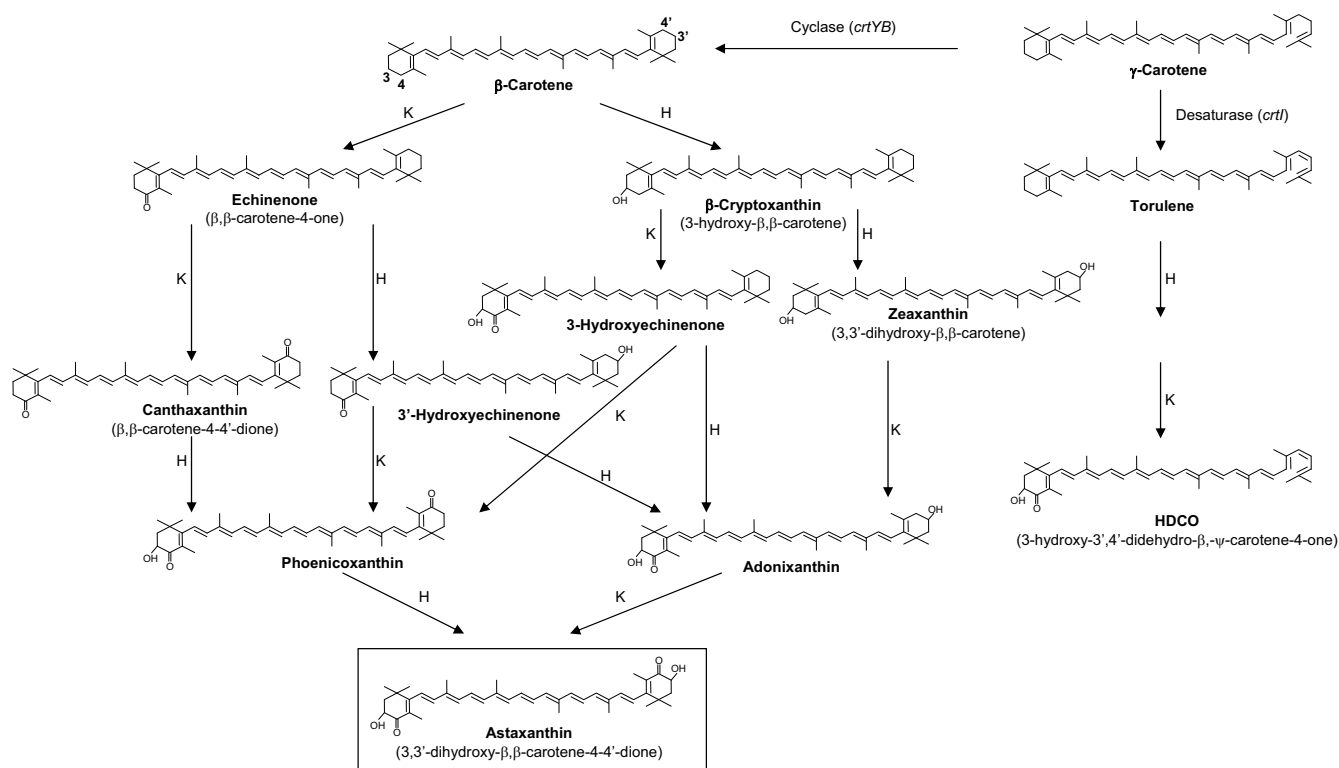 Cyclase (crtYB)
4'
3'
3
4
β-Carotene
γ-Carotene
K
H
Desaturase (crtI)
O
Echinenone
(β,β-carotene-4-one)
OH
β-Cryptoxanthin
(3-hydroxy-β,β-carotene)
Torulene
K
H
K
H
H
OH
O
3-Hydroxyechinenone
OH
OH
Zeaxanthin
(3,3'-dihydroxy-β,β-carotene)
O
O
Canthaxanthin
(β,β-carotene-4-4'-dione)
OH
O
3'-Hydroxyechinenone
K
H
K
K
H
K
H
OH
O
HDCO
(3-hydroxy-3',4'-didehydro-β,-ψ-carotene-4-one)
O
OH
O
Phoenicoxanthin
OH
OH
O
Adonixanthin
H
K
O
OH
OH
O
Astaxanthin
(3,3'-dihydroxy-β,β-carotene-4-4'-dione)